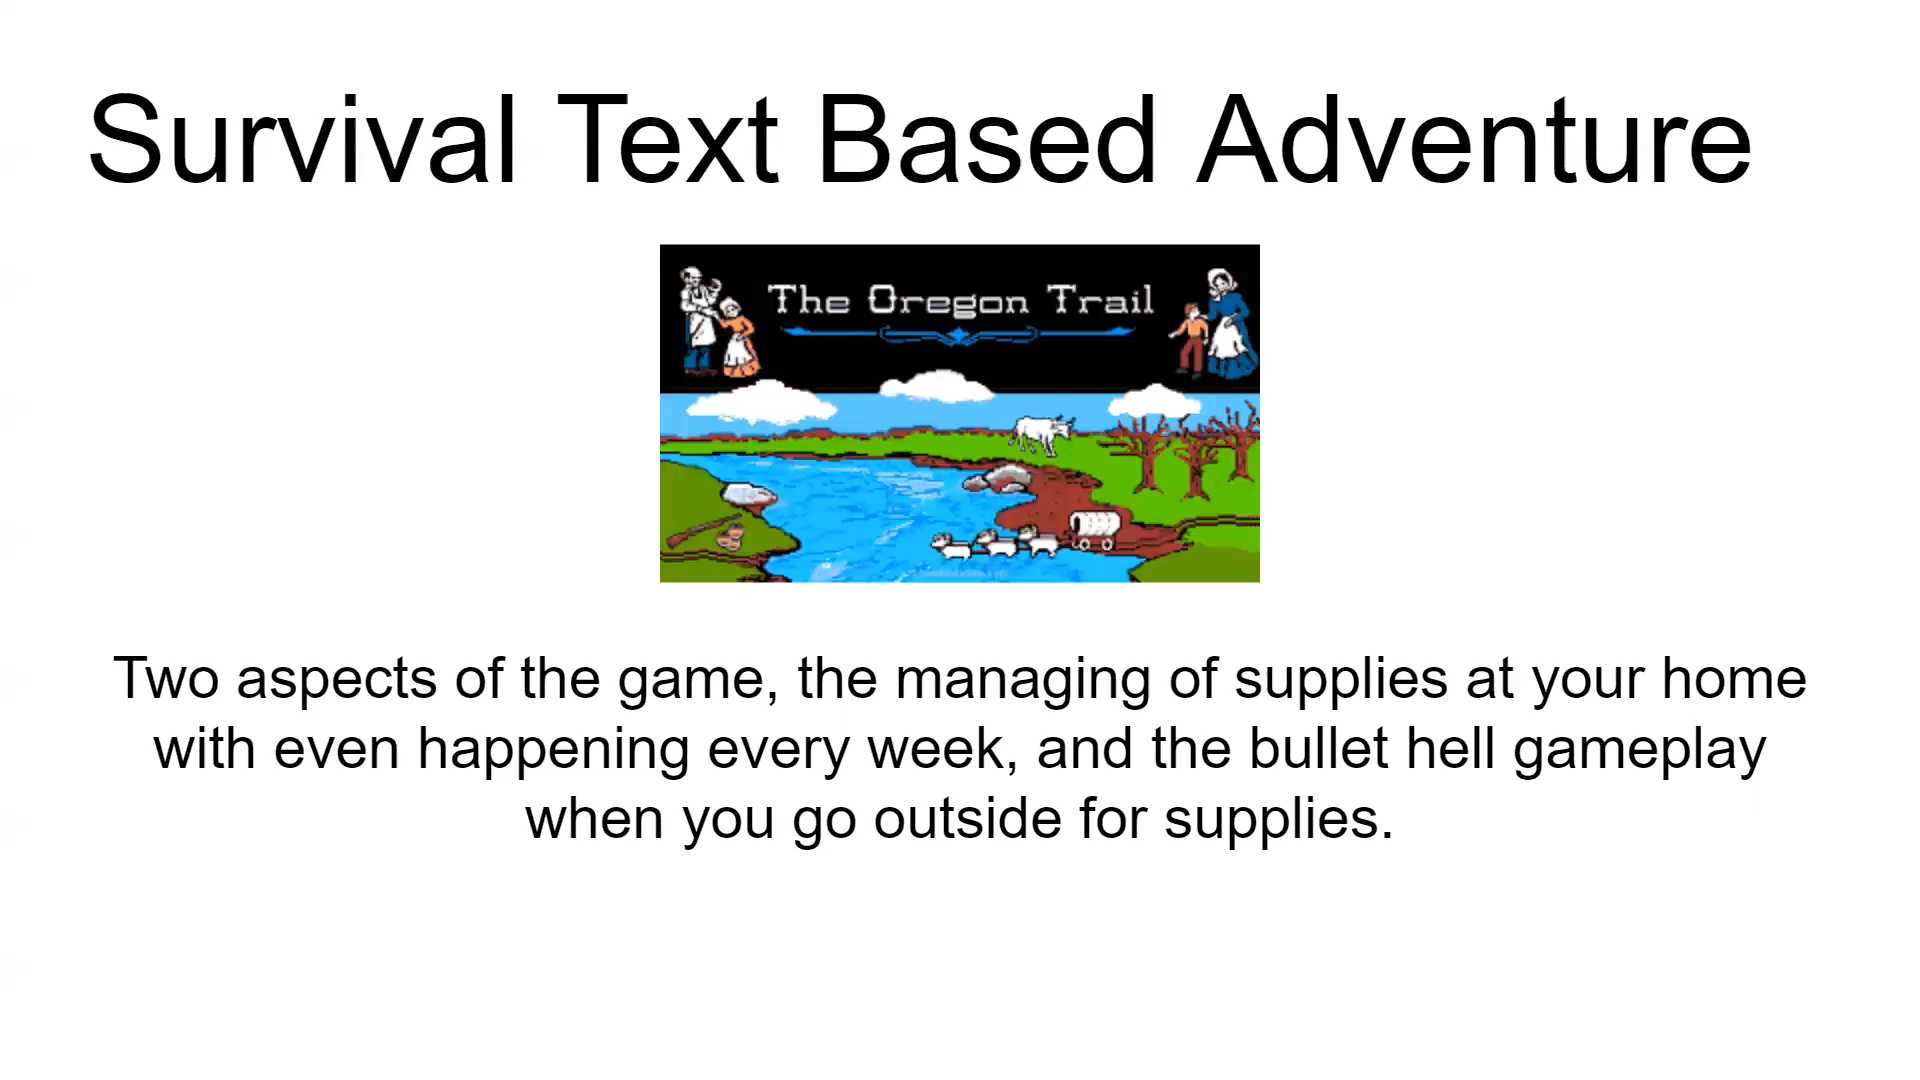 Survival Text Based Adventure
The Oregon Trail
Two aspects of the game, the managing of supplies at your home
with even happening every week, and the bullet hell gameplay
when you go outside for supplies.